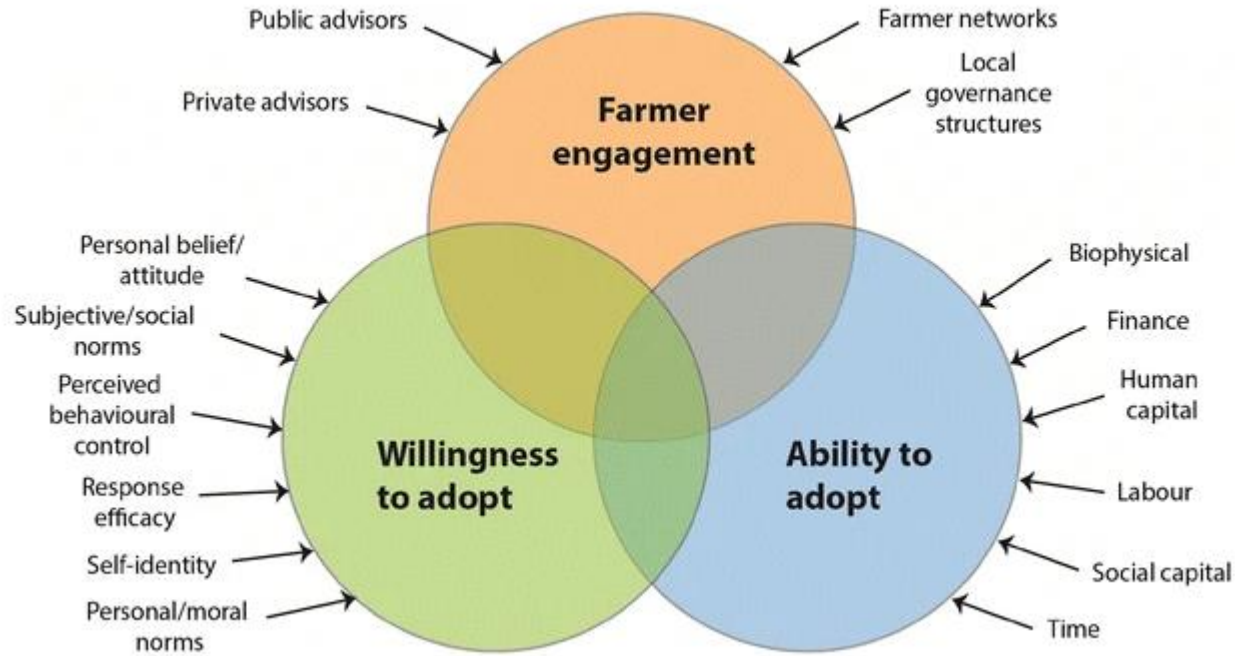 Public advisors
Private advisors
Farmer networks
Local
governance
structures
Farmer
engagement
Personal belief/
attitude
Subjective/social
norms
Perceived
behavioural
control
Response
efficacy
Self-identity
Personal/moral
norms
Willingness
to adopt
Ability to
adopt
Biophysical
Finance
Human
capital
Labour
Social capital
Time